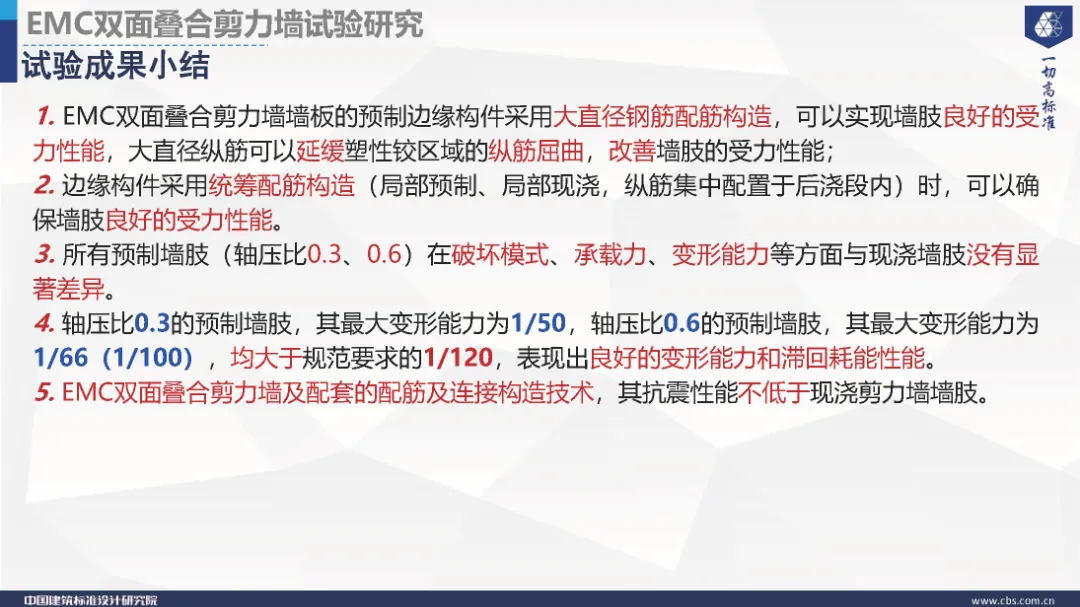 EMC双面叠合剪力墙试验研究
试验成果小结
一切高标准
1. EMC双面叠合剪力墙墙板的预制边缘构件采用大直径钢筋配筋构造，可以实现墙肢良好的受
力性能，大直径纵筋可以延缓塑性铰区域的纵筋屈曲，改善墙肢的受力性能；
2. 边缘构件采用统筹配筋构造（局部预制、局部现浇，纵筋集中配置于后浇段内）时，可以确
保墙肢良好的受力性能。
3. 所有预制墙肢（轴压比0.3、0.6）在破坏模式、承载力、变形能力等方面与现浇墙肢没有显
著差异。
4. 轴压比0.3的预制墙肢，其最大变形能力为1/50，轴压比0.6的预制墙肢，其最大变形能力为
1/66（1/100），均大于规范要求的1/120，表现出良好的变形能力和滞回耗能性能。
5. EMC双面叠合剪力墙及配套的配筋及连接构造技术，其抗震性能不低于现浇剪力墙墙肢。
中国建筑标准设计研究院
www.cbs.com.cn